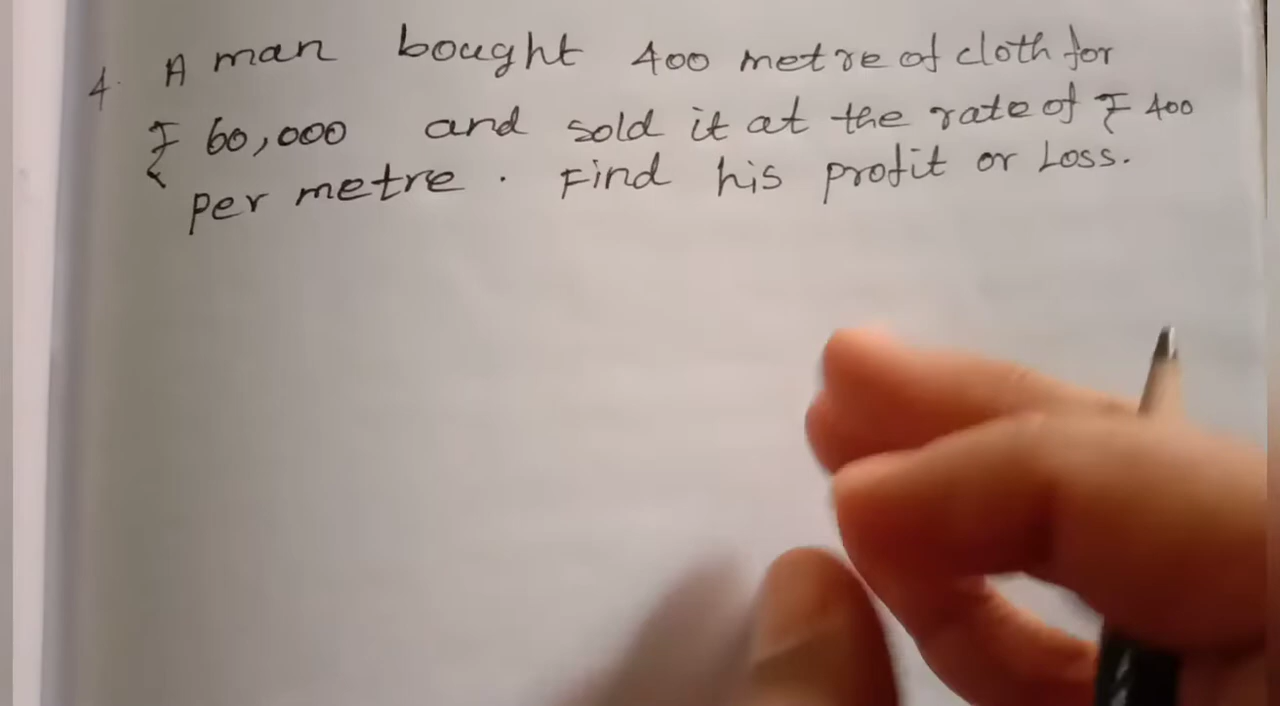 4. A man bought 400 metre of cloth for
₹ 60,000 and sold it at the rate of ₹ 400
per metre. Find his profit or Loss.